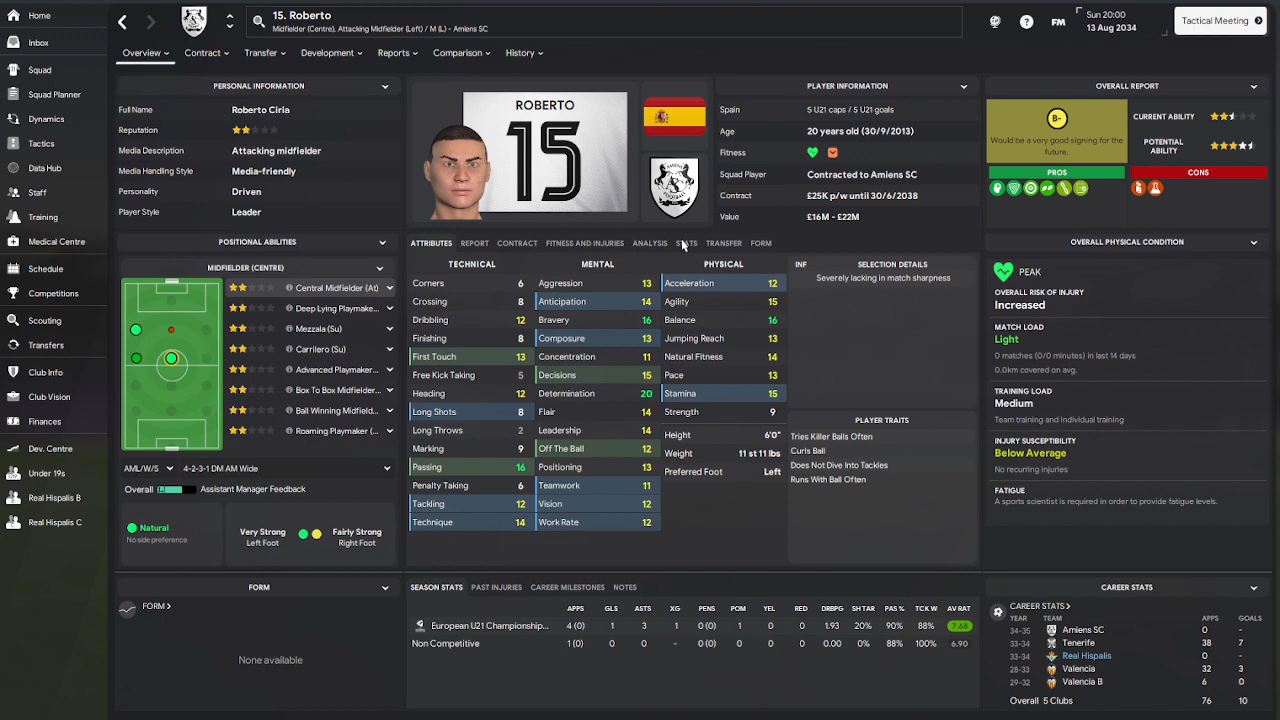 Home
Inbox
Squad
Squad Planner
Dynamics
Tactics
Data Hub
Staff
Training
Medical Centre
Schedule
Competitions
Scouting
Transfers
Club Info
Club Vision
Finances
Dev. Centre
Under 19s
Real Hispalis B
Real Hispalis C
15. Roberto
Midfielder (Centre), Attacking Midfielder (Left) / M (L) - Amiens SC
FM
Sun 20:00
13 Aug 2034
Tactical Meeting
Overview
Contract
Transfer
Development
Reports
Comparison
History
PERSONAL INFORMATION
Full Name Roberto Ciria
Reputation
Media Description Attacking midfielder
Media Handling Style Media-friendly
Personality Driven
Player Style Leader
POSITIONAL ABILITIES
MIDFIELDER (CENTRE)
Central Midfielder (At)
Deep Lying Playmake...
Mezzala (Su)
Carrilero (Su)
Advanced Playmake...
Box To Box Midfielder...
Ball Winning Midfield...
Roaming Playmaker (...
AML/W/S 4-2-3-1 DM AM Wide
Overall Assistant Manager Feedback
Natural
No side preference
Very Strong
Left Foot
Fairly Strong
Right Foot
ROBERTO
15
PLAYER INFORMATION
Spain 5 U21 caps / 5 U21 goals
Age 20 years old (30/9/2013)
Fitness
Squad Player Contracted to Amiens SC
Contract £25K p/w until 30/6/2038
Value £16M - £22M
OVERALL REPORT
B-
Would be a very good signing for the future.
CURRENT ABILITY
POTENTIAL ABILITY
PROS CONS
ATTRIBUTES REPORT CONTRACT FITNESS AND INJURIES ANALYSIS STATS TRANSFER FORM
TECHNICAL
Corners 6
Crossing 8
Dribbling 12
Finishing 8
First Touch 13
Free Kick Taking 5
Heading 12
Long Shots 8
Long Throws 2
Marking 9
Passing 16
Penalty Taking 6
Tackling 12
Technique 14
MENTAL
Aggression 13
Anticipation 14
Bravery 16
Composure 13
Concentration 11
Decisions 15
Determination 20
Flair 14
Leadership 14
Off The Ball 12
Positioning 13
Teamwork 11
Vision 12
Work Rate 12
PHYSICAL
Acceleration 12
Agility 15
Balance 16
Jumping Reach 13
Natural Fitness 14
Pace 13
Stamina 15
Strength 9
Height 6'0"
Weight 11 st 11 lbs
Preferred Foot Left
INF SELECTION DETAILS
Severely lacking in match sharpness
PLAYER TRAITS
Tries Killer Balls Often
Curls Ball
Does Not Dive Into Tackles
Runs With Ball Often
OVERALL PHYSICAL CONDITION
PEAK
OVERALL RISK OF INJURY
Increased
MATCH LOAD
Light
0 matches (0/0 minutes) in last 14 days
0.0km covered on avg.
TRAINING LOAD
Medium
Team training and individual training
INJURY SUSCEPTIBILITY
Below Average
No recurring injuries
FATIGUE
A sports scientist is required in order to provide fatigue levels.
FORM
FORM >
None available
SEASON STATS PAST INJURIES CAREER MILESTONES NOTES
APPS GLS ASTS XG PENS POM YEL RED DRBPG SH TAR PAS % TCK W AV RAT
European U21 Championship... 4 (0) 1 3 1 0 (0) 1 0 0 1.93 20% 90% 88% 7.68
Non Competitive 1 (0) 0 0 - 0 (0) 0 0 0 0.00 0% 88% 100% 6.90
CAREER STATS
CAREER STATS >
YEAR TEAM APPS GOALS
34-35 Amiens SC 0 -
33-34 Tenerife 38 7
33-34 Real Hispalis 0 -
28-33 Valencia 32 3
29-32 Valencia B 6 0
Overall 5 Clubs 76 10